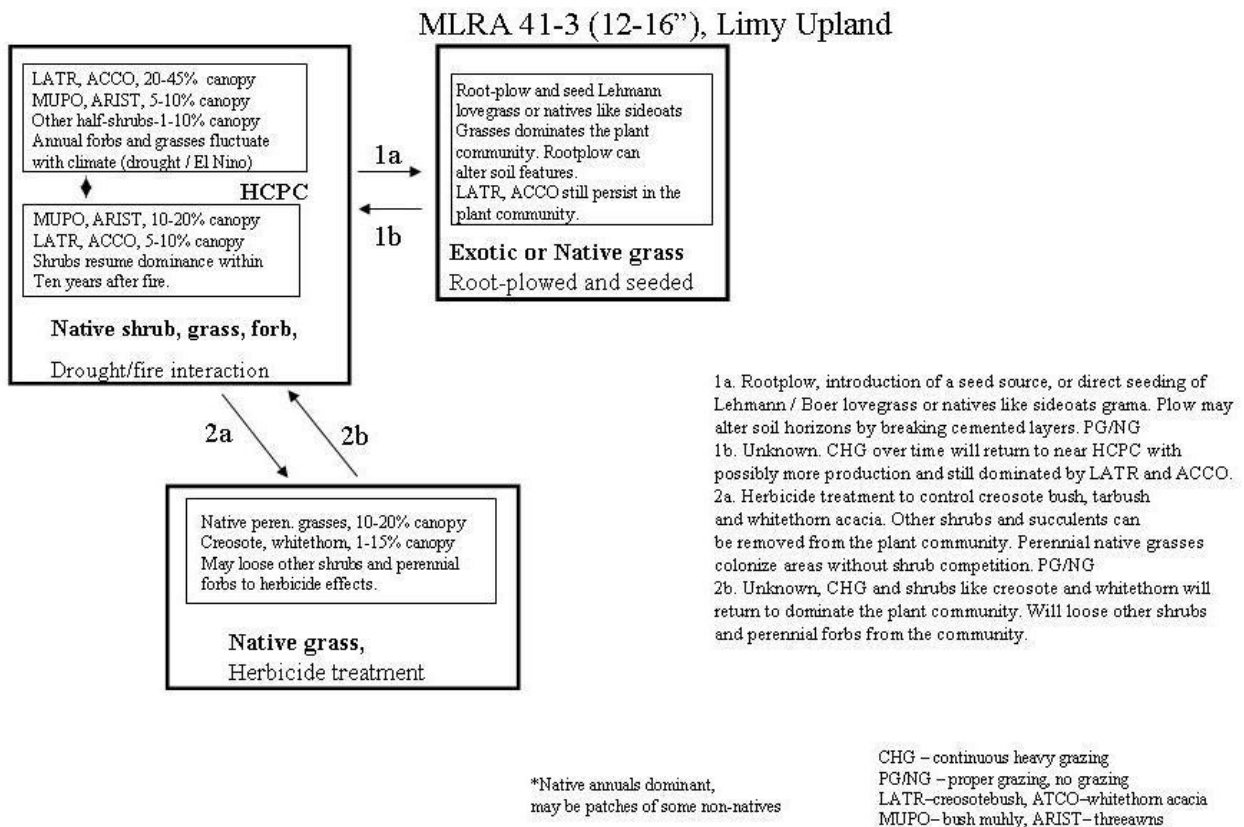 MLRA 41-3 (12-16”), Limy Upland
LATR, ACCO, 20-45% canopy
MUPO, ARIST, 5-10% canopy
Other half-shrubs-1-10% canopy
Annual forbs and grasses fluctuate
with climate (drought / El Nino)
HCPC
MUPO, ARIST, 10-20% canopy
LATR, ACCO, 5-10% canopy
Shrubs resume dominance within
Ten years after fire.
Native shrub, grass, forb,
Drought/fire interaction
1a
1b
Root-plow and seed Lehmann
lovegrass or natives like sideoats
Grasses dominates the plant
community. Rootplow can
alter soil features.
LATR, ACCO still persist in the
plant community.
Exotic or Native grass
Root-plowed and seeded
2a
2b
Native peren. grasses, 10-20% canopy
Creosote, whitethorn, 1-15% canopy
May loose other shrubs and perennial
forbs to herbicide effects.
Native grass,
Herbicide treatment
1a. Rootplow, introduction of a seed source, or direct seeding of
Lehmann / Boer lovegrass or natives like sideoats grama. Plow may
alter soil horizons by breaking cemented layers. PG/NG
1b. Unknown. CHG over time will return to near HCPC with
possibly more production and still dominated by LATR and ACCO.
2a. Herbicide treatment to control creosote bush, tarbush
and whitethorn acacia. Other shrubs and succulents can
be removed from the plant community. Perennial native grasses
colonize areas without shrub competition. PG/NG
2b. Unknown, CHG and shrubs like creosote and whitethorn will
return to dominate the plant community. Will loose other shrubs
and perennial forbs from the community.
*Native annuals dominant,
may be patches of some non-natives
CHG – continuous heavy grazing
PG/NG – proper grazing, no grazing
LATR–creosotebush, ATCO–whitethorn acacia
MUPO– bush muhly, ARIST– threeawns